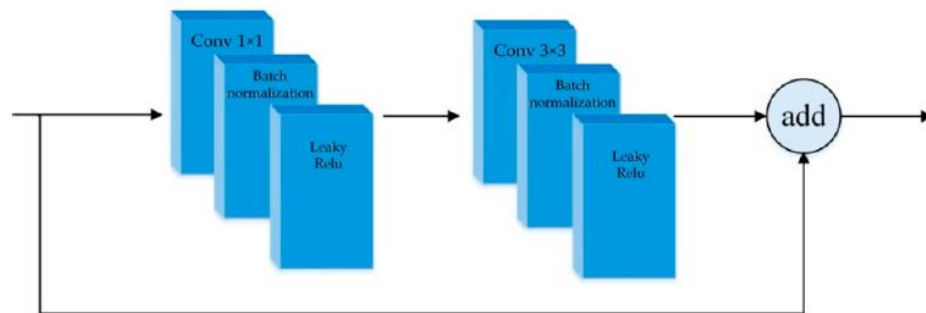 Conv 1×1
Batch
normalization
Leaky
Relu
Conv 3×3
Batch
normalization
Leaky
Relu
add